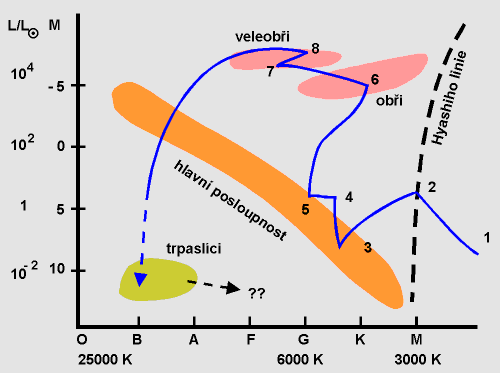 L/L⊙ M
veleobři
8
7
10⁴
-5
6
obři
Hyashiho linie
10²
0
hlavní posloupnost
1
5
5
4
2
3
1
trpaslíci
10⁻²
10
??
O B A F G K M
25000 K 6000 K 3000 K